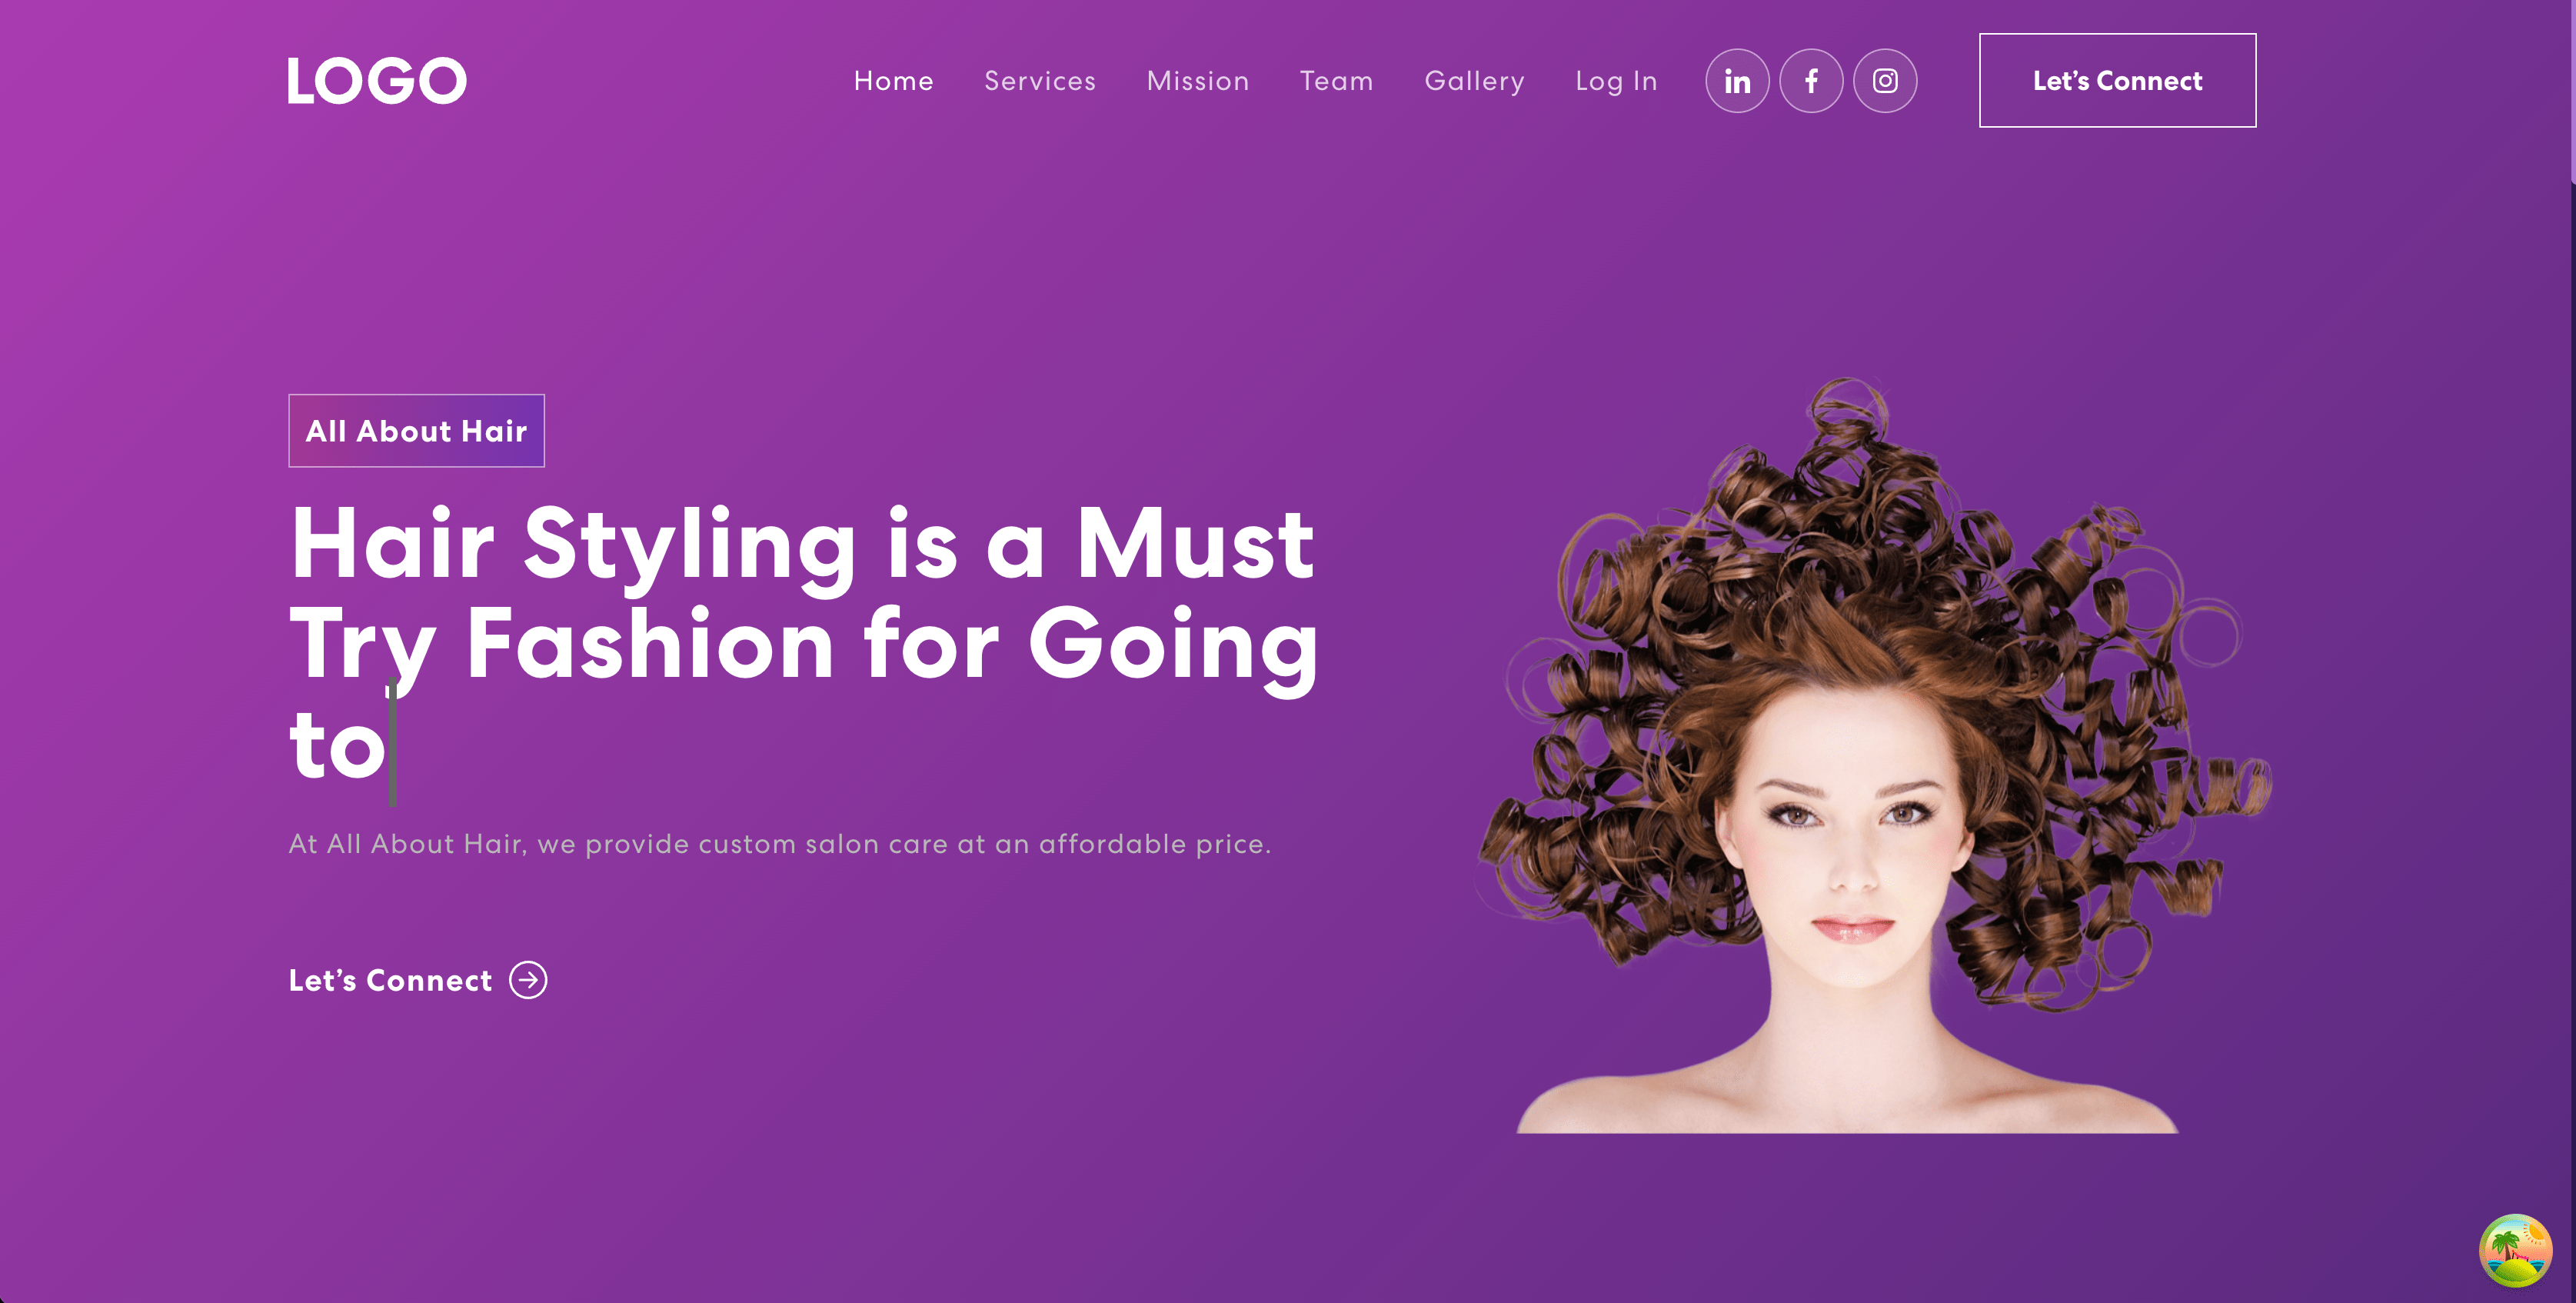 LOGO
Home Services Mission Team Gallery Log In
Let’s Connect
All About Hair
Hair Styling is a Must
Try Fashion for Going
to
At All About Hair, we provide custom salon care at an affordable price.
Let’s Connect